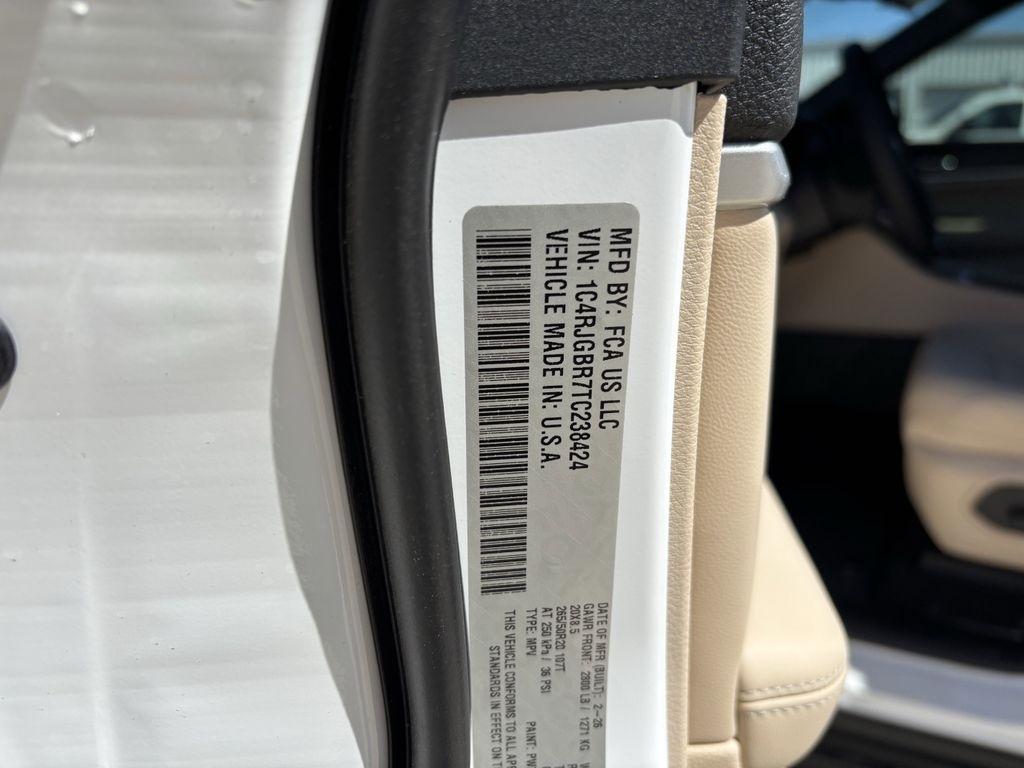 MFD BY: FCA US LLC
VIN: 1C4RJGBR7TC238424
VEHICLE MADE IN: U.S.A.
DATE OF MFR (BUILT): 2-26
GAWR FRONT: 2800 LB / 1271 KG
20X8.5
265/50R20 107T
AT 250 kPa / 36 PSI
TYPE: MPV PAINT:
THIS VEHICLE CONFORMS TO ALL
STANDARDS IN EFFECT ON